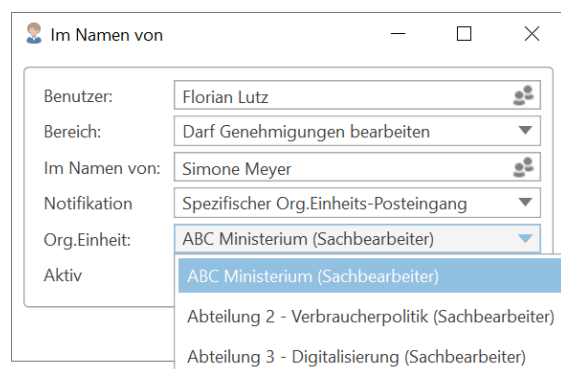 Im Namen von
Benutzer: Florian Lutz
Bereich: Darf Genehmigungen bearbeiten
Im Namen von: Simone Meyer
Notifikation Spezifischer Org.Einheits-Posteingang
Org.Einheit: ABC Ministerium (Sachbearbeiter)
Aktiv ABC Ministerium (Sachbearbeiter)
Abteilung 2 - Verbraucherpolitik (Sachbearbeiter)
Abteilung 3 - Digitalisierung (Sachbearbeiter)